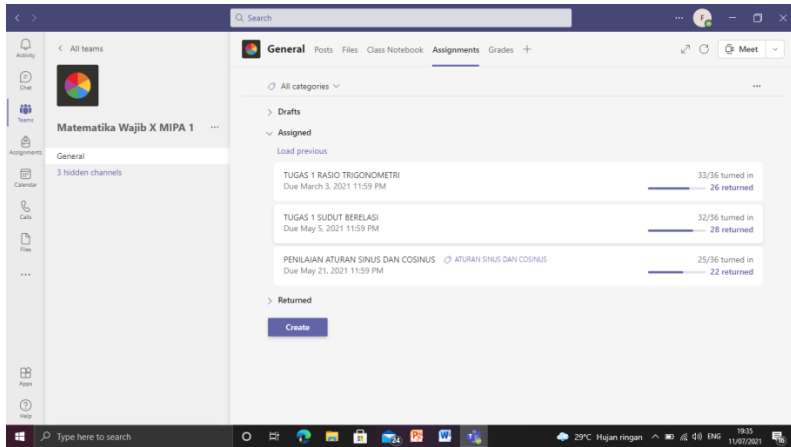 Search
F
Activity
Chat
Teams
Assignments
Calendar
Calls
Files
Apps
Help
All teams
Matematika Wajib X MIPA 1
General
3 hidden channels
General Posts Files Class Notebook Assignments Grades
Meet
All categories
Drafts
Assigned
Load previous
TUGAS 1 RASIO TRIGONOMETRI
Due March 3, 2021 11:59 PM
33/36 turned in
26 returned
TUGAS 1 SUDUT BERELASI
Due May 5, 2021 11:59 PM
32/36 turned in
28 returned
PENILAIAN ATURAN SINUS DAN COSINUS ATURAN SINUS DAN COSINUS
Due May 21, 2021 11:59 PM
25/36 turned in
22 returned
Returned
Create
Type here to search
24
29°C Hujan ringan
ENG
19:35
11/07/2021